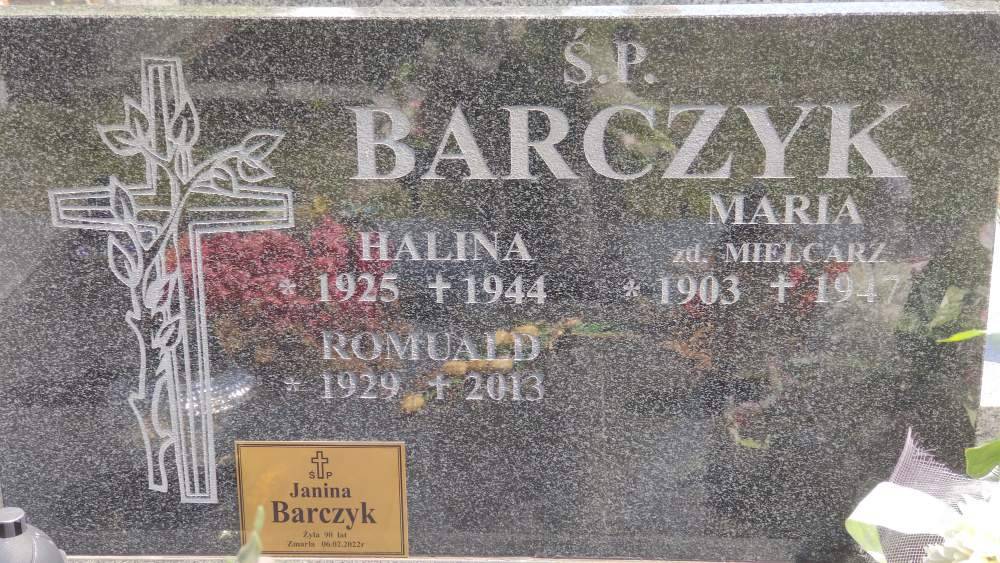 Ś.P.
BARCZYK
MARIA
zd. MIELCARZ
* 1903 † 1947
HALINA
* 1925 † 1944
ROMUALD
* 1929 † 2013
Ś P
Janina
Barczyk
Żyła 90 lat
Zmarła 06.02.2022r